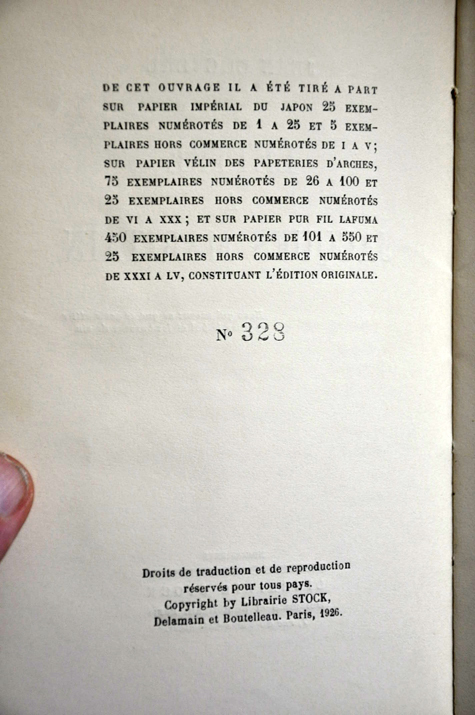 DE CET OUVRAGE IL A ÉTÉ TIRÉ A PART
SUR PAPIER IMPÉRIAL DU JAPON 25 EXEM-
PLAIRES NUMÉROTÉS DE 1 A 25 ET 5 EXEM-
PLAIRES HORS COMMERCE NUMÉROTÉS DE I A V;
SUR PAPIER VÉLIN DES PAPETERIES D'ARCHES,
75 EXEMPLAIRES NUMÉROTÉS DE 26 A 100 ET
25 EXEMPLAIRES HORS COMMERCE NUMÉROTÉS
DE VI A XXX; ET SUR PAPIER PUR FIL LAFUMA
450 EXEMPLAIRES NUMÉROTÉS DE 101 A 550 ET
25 EXEMPLAIRES HORS COMMERCE NUMÉROTÉS
DE XXXI A LV, CONSTITUANT L'ÉDITION ORIGINALE.
Nº 328
Droits de traduction et de reproduction
réservés pour tous pays.
Copyright by Librairie STOCK,
Delamain et Boutelleau. Paris, 1926.